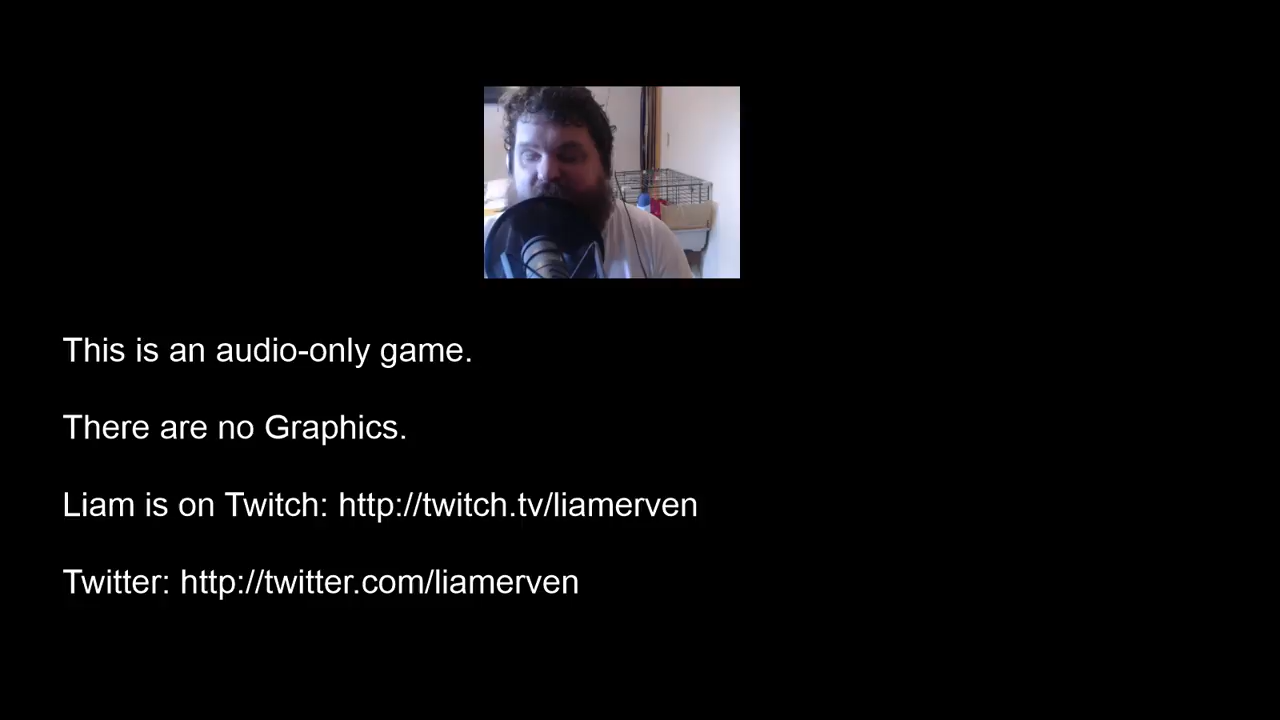 This is an audio-only game.
There are no Graphics.
Liam is on Twitch: http://twitch.tv/liamerven
Twitter: http://twitter.com/liamerven